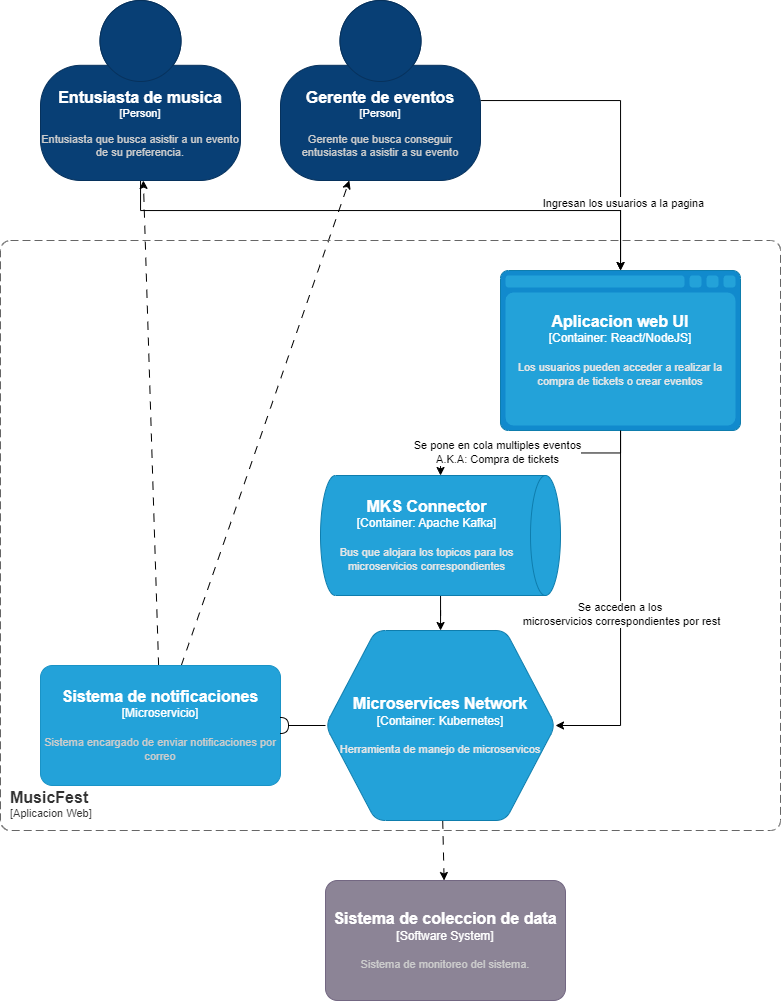 Entusiasta de musica
[Person]
Entusiasta que busca asistir a un evento
de su preferencia.
Gerente de eventos
[Person]
Gerente que busca conseguir
entusiastas a asistir a su evento
Ingresan los usuarios a la pagina
Aplicacion web UI
[Container: React/NodeJS]
Los usuarios pueden acceder a realizar la
compra de tickets o crear eventos
Se pone en cola multiples eventos
A.K.A: Compra de tickets
MKS Connector
[Container: Apache Kafka]
Bus que alojara los topicos para los
microservicios correspondientes
Se acceden a los
microservicios correspondientes por rest
Sistema de notificaciones
[Microservicio]
Sistema encargado de enviar notificaciones por
correo
Microservices Network
[Container: Kubernetes]
Herramienta de manejo de microservicos
MusicFest
[Aplicacion Web]
Sistema de coleccion de data
[Software System]
Sistema de monitoreo del sistema.